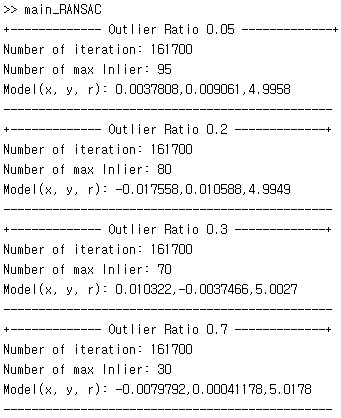 >> main_RANSAC
+------------- Outlier Ratio 0.05 -------------+
Number of iteration: 161700
Number of max Inlier: 95
Model(x, y, r): 0.0037808,0.009061,4.9958
-----------------------------------------------
+------------- Outlier Ratio 0.2 -------------+
Number of iteration: 161700
Number of max Inlier: 80
Model(x, y, r): -0.017558,0.010588,4.9949
-----------------------------------------------
+------------- Outlier Ratio 0.3 -------------+
Number of iteration: 161700
Number of max Inlier: 70
Model(x, y, r): 0.010322,-0.0037466,5.0027
-----------------------------------------------
+------------- Outlier Ratio 0.7 -------------+
Number of iteration: 161700
Number of max Inlier: 30
Model(x, y, r): -0.0079792,0.00041178,5.0178
-----------------------------------------------